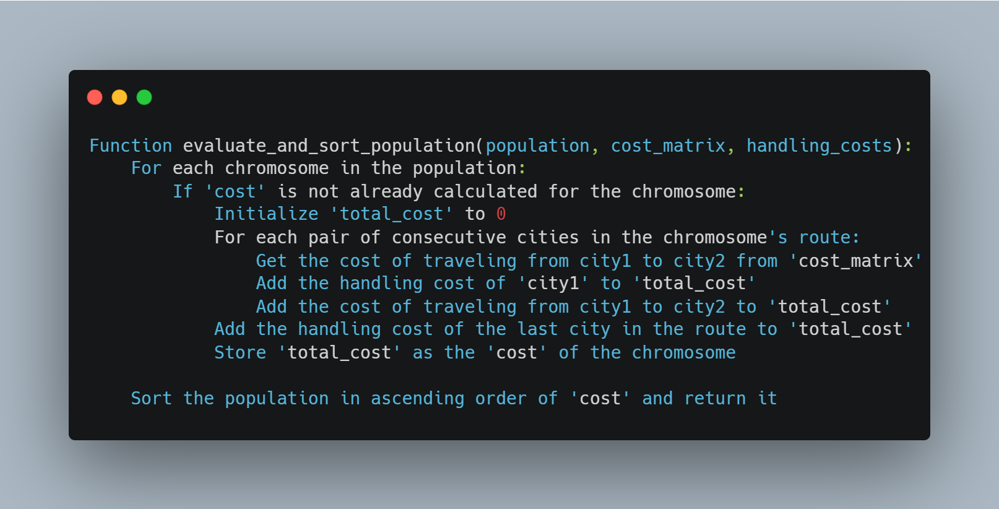 Function evaluate_and_sort_population(population, cost_matrix, handling_costs):
    For each chromosome in the population:
        If 'cost' is not already calculated for the chromosome:
            Initialize 'total_cost' to 0
            For each pair of consecutive cities in the chromosome's route:
                Get the cost of traveling from city1 to city2 from 'cost_matrix'
                Add the handling cost of 'city1' to 'total_cost'
                Add the cost of traveling from city1 to city2 to 'total_cost'
            Add the handling cost of the last city in the route to 'total_cost'
            Store 'total_cost' as the 'cost' of the chromosome
    Sort the population in ascending order of 'cost' and return it